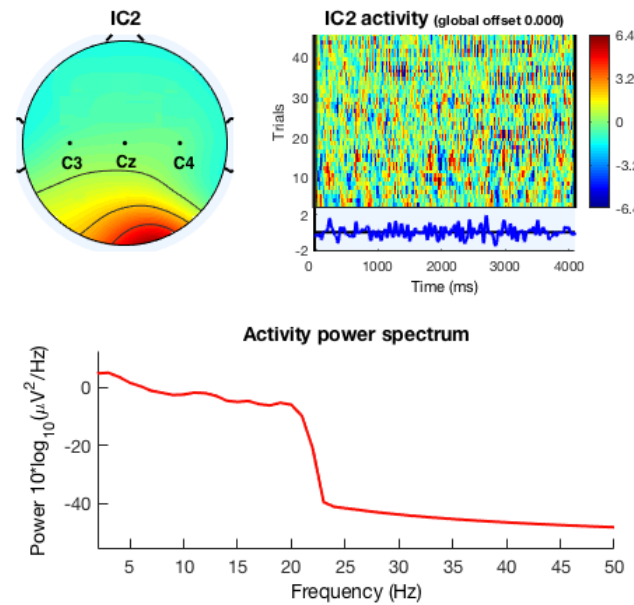 IC2
C3
Cz
C4
IC2 activity (global offset 0.000)
Trials
40
30
20
10
2
-2
0
1000
2000
3000
4000
Time (ms)
6.4
3.2
0
-3.2
-6.4
Activity power spectrum
Power 10*log10(μV2/Hz)
0
-20
-40
5
10
15
20
25
30
35
40
45
50
Frequency (Hz)